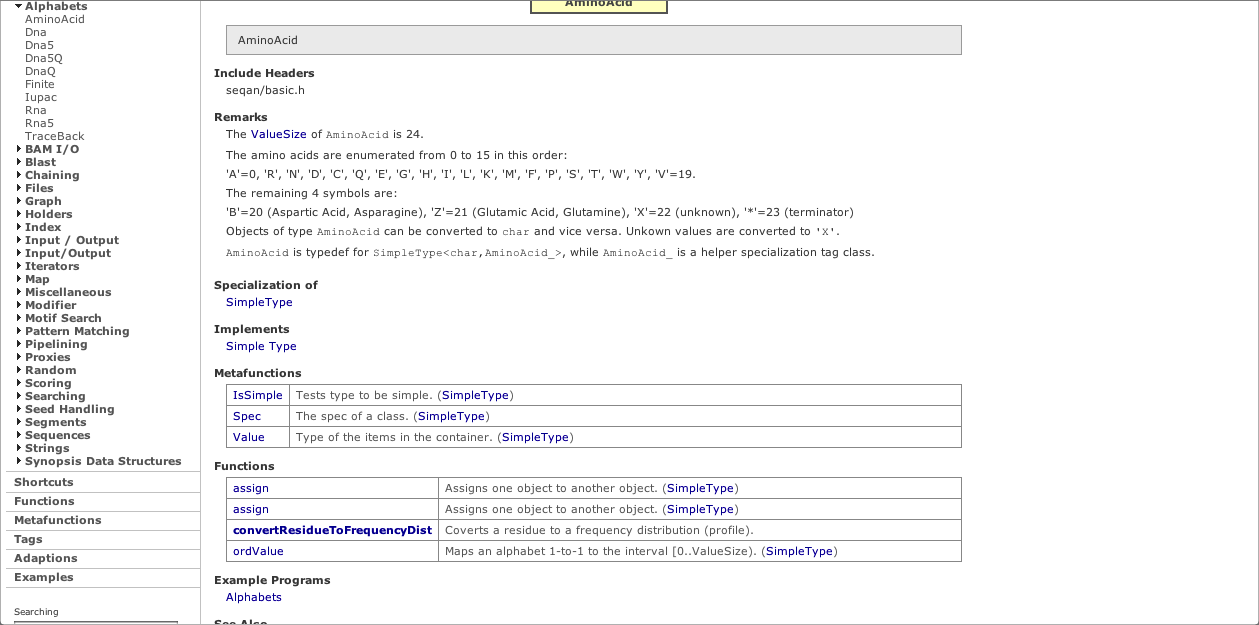 Alphabets
AminoAcid
Dna
Dna5
Dna5Q
DnaQ
Finite
Iupac
Rna
Rna5
TraceBack
BAM I/O
Blast
Chaining
Files
Graph
Holders
Index
Input / Output
Input/Output
Iterators
Map
Miscellaneous
Modifier
Motif Search
Pattern Matching
Pipelining
Proxies
Random
Scoring
Searching
Seed Handling
Segments
Sequences
Strings
Synopsis Data Structures
Shortcuts
Functions
Metafunctions
Tags
Adaptions
Examples
Searching
AminoAcid
AminoAcid
Include Headers
seqan/basic.h
Remarks
The ValueSize of AminoAcid is 24.
The amino acids are enumerated from 0 to 15 in this order:
'A'=0, 'R', 'N', 'D', 'C', 'Q', 'E', 'G', 'H', 'I', 'L', 'K', 'M', 'F', 'P', 'S', 'T', 'W', 'Y', 'V'=19.
The remaining 4 symbols are:
'B'=20 (Aspartic Acid, Asparagine), 'Z'=21 (Glutamic Acid, Glutamine), 'X'=22 (unknown), '*'=23 (terminator)
Objects of type AminoAcid can be converted to char and vice versa. Unkown values are converted to 'X'.
AminoAcid is typedef for SimpleType<char,AminoAcid_>, while AminoAcid_ is a helper specialization tag class.
Specialization of
SimpleType
Implements
Simple Type
Metafunctions
IsSimple Tests type to be simple. (SimpleType)
Spec The spec of a class. (SimpleType)
Value Type of the items in the container. (SimpleType)
Functions
assign Assigns one object to another object. (SimpleType)
assign Assigns one object to another object. (SimpleType)
convertResidueToFrequencyDist Coverts a residue to a frequency distribution (profile).
ordValue Maps an alphabet 1-to-1 to the interval [0..ValueSize). (SimpleType)
Example Programs
Alphabets
See Also